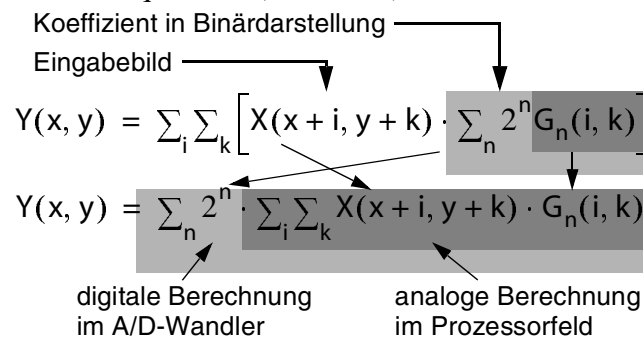 Koeffizient in Binärdarstellung
Eingabebild
Y(x, y) = ∑i ∑k [X(x + i, y + k) · ∑n 2^n Gn(i, k)]
Y(x, y) = ∑n 2^n · ∑i ∑k X(x + i, y + k) · Gn(i, k)
digitale Berechnung analoge Berechnung
im A/D-Wandler im Prozessorfeld